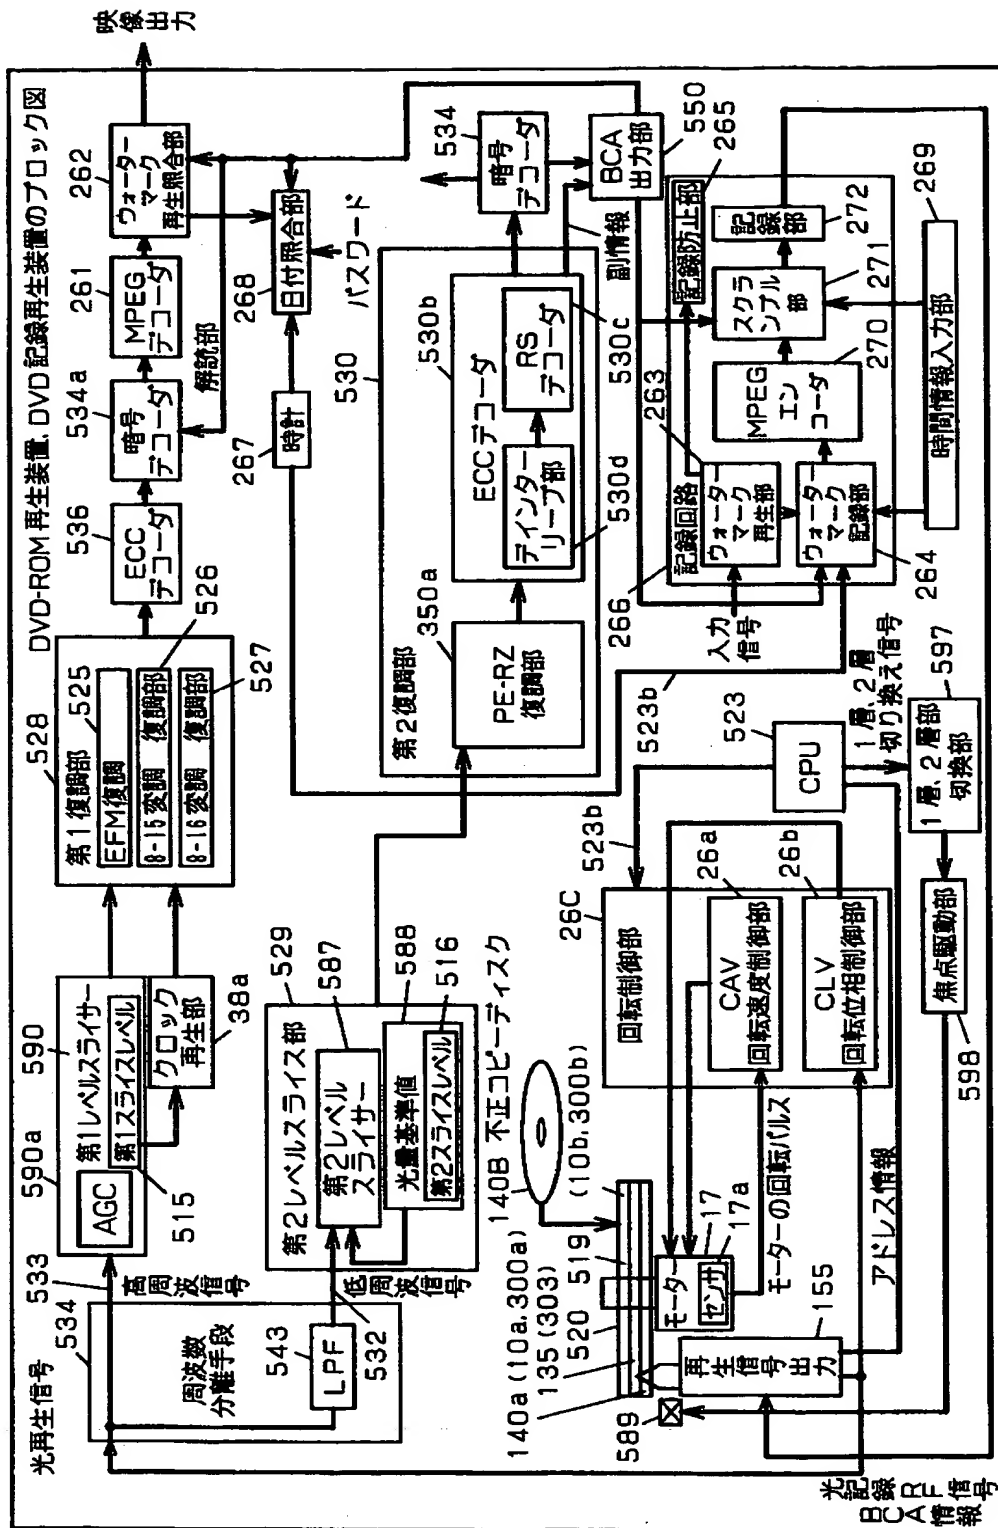 DVD-ROM 再生装置、DVD 記録再生装置のブロック図
光再生信号
534
周波数
分離手段
543
LPF
533
高周波信号
532
低周波信号
590a
590
AGC
第1レベルスライサー
第1スライスレベル
515
クロック
再生部
38a
528
第1復調部
525
EFM復調
8-15変調 復調部
526
8-16変調 復調部
527
536
ECC
デコーダ
534a
暗号
デコーダ
261
MPEG
デコーダ
262
ウォーター
マーク
再生照合部
映像
出力
解読部
267
時計
268
日付照合部
パスワード
第2レベルスライス部
529
第2レベル
スライサー
587
光量基準値
588
第2スライスレベル
516
530
第2復調部
350a
PE-RZ
復調部
ECCデコーダ
530b
ディンター
リーブ部
530d
RS
デコーダ
530c
534
暗号
デコーダ
副情報
BCA
出力部
550
140B 不正コピーディスク
140a (10a,300a)
135 (303)
520
519
(10b,300b)
589
モーター
17
センサ
17a
モーターの回転パルス
再生信号
出力
155
アドレス情報
26C
回転制御部
CAV
回転速度制御部
26a
CLV
回転位相制御部
26b
523b
523
CPU
1層、2層
切り換え信号
1層、2層部
切換部
597
焦点駆動部
598
523b
入力
信号
266
記録回路
263
ウォーター
マーク
再生部
ウォーター
マーク
記録部
264
記録防止部
265
MPEG
エン
コーダ
270
スクラ
ンブル
部
271
記録
部
272
時間情報入力部
269
光記録RF信号
BCA情報